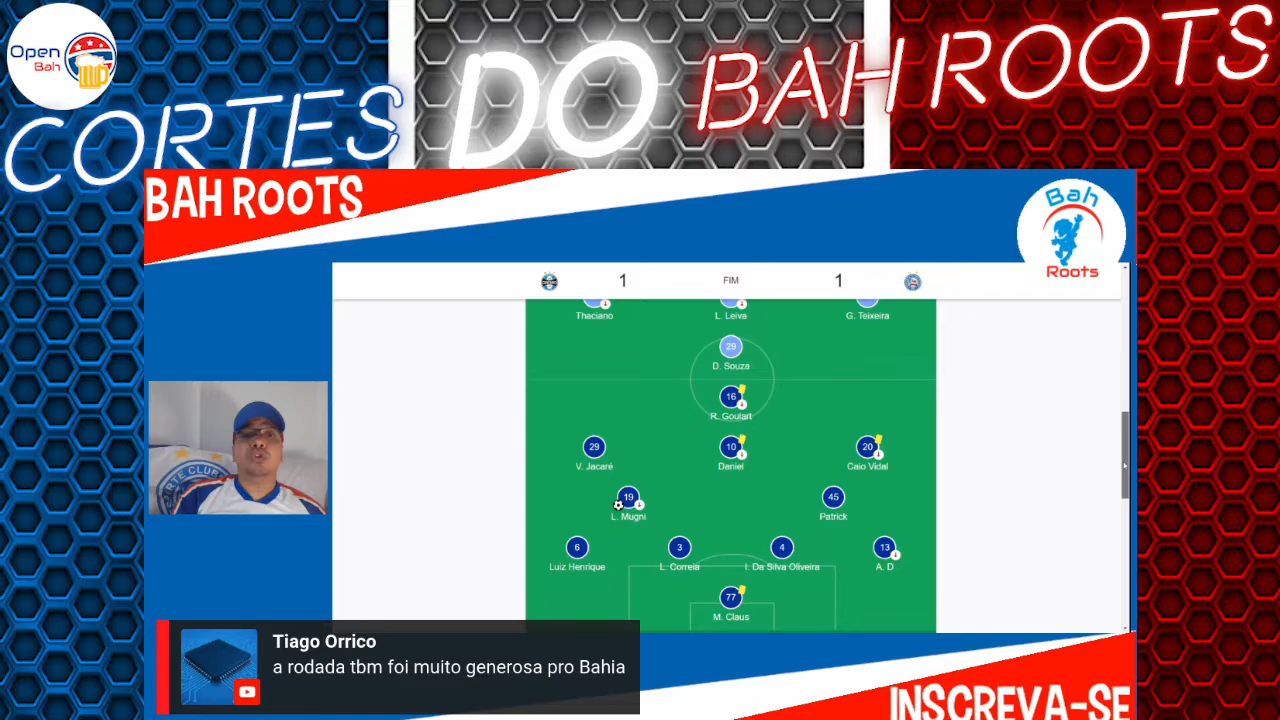 Open
Bah
CORTES DO BAH ROOTS
BAH ROOTS
Bah
Roots
1 FIM 1
Thaciano L. Leiva G. Teixeira
29
D. Souza
16
R. Goulart
29 10 20
V. Jacaré Daniel Caio Vidal
19 45
L. Mugni Patrick
6 3 4 13
Luiz Henrique L. Correia I. Da Silva Oliveira A. D
77
M. Claus
Tiago Orrico
a rodada tbm foi muito generosa pro Bahia
INSCREVA-SE